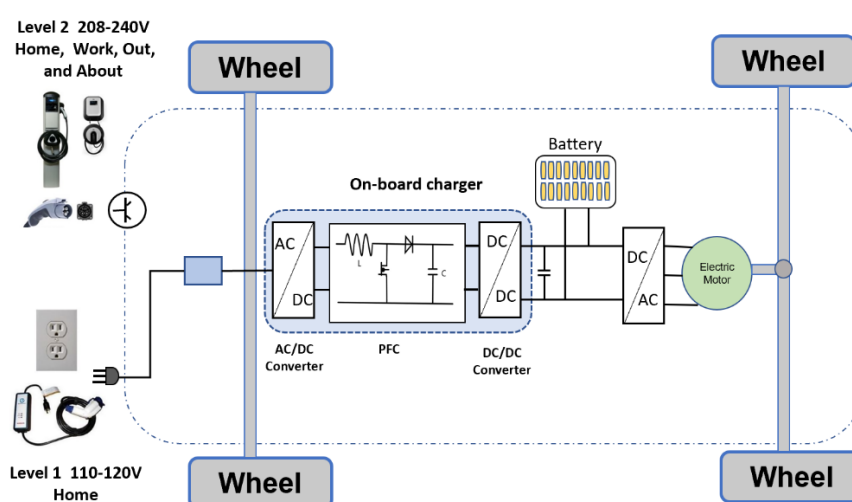 Level 2  208-240V
Home,  Work, Out,
and About
Wheel
Wheel
Battery
On-board charger
AC
DC
L
C
DC
DC
DC
AC
Electric
Motor
AC/DC
Converter
PFC
DC/DC
Converter
Level 1  110-120V
Home
Wheel
Wheel